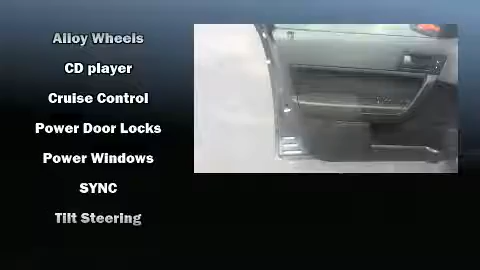 Alloy Wheels
CD player
Cruise Control
Power Door Locks
Power Windows
SYNC
Tilt Steering